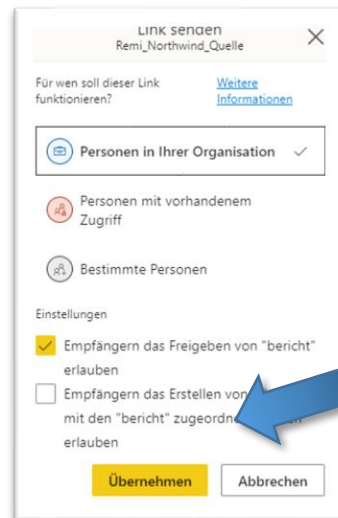 Link senden
Remi_Northwind_Quelle
Für wen soll dieser Link Weitere
funktionieren? Informationen
Personen in Ihrer Organisation
Personen mit vorhandenem
Zugriff
Bestimmte Personen
Einstellungen
Empfängern das Freigeben von "bericht"
erlauben
Empfängern das Erstellen von
mit den "bericht"
erlauben
Übernehmen Abbrechen